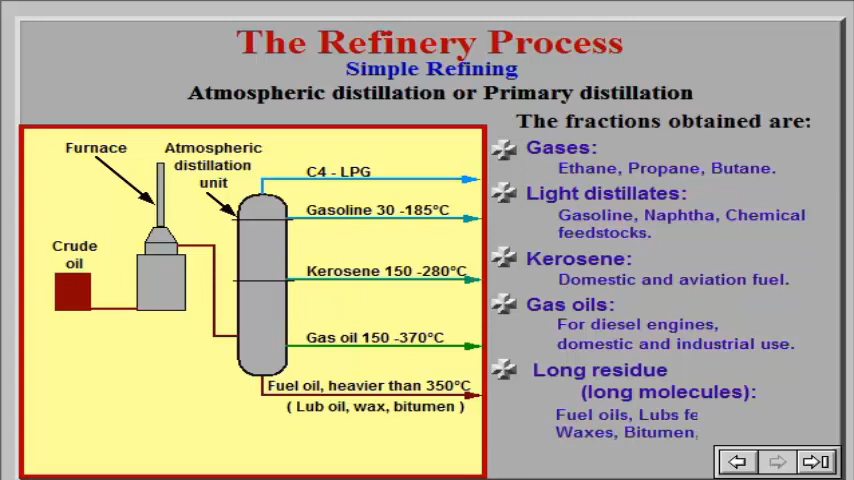 The Refinery Process
Simple Refining
Atmospheric distillation or Primary distillation
Furnace
Atmospheric
distillation
unit
Crude
oil
C4 - LPG
Gasoline 30 -185°C
Kerosene 150 -280°C
Gas oil 150 -370°C
Fuel oil, heavier than 350°C
( Lub oil, wax, bitumen )
The fractions obtained are:
Gases:
Ethane, Propane, Butane.
Light distillates:
Gasoline, Naphtha, Chemical
feedstocks.
Kerosene:
Domestic and aviation fuel.
Gas oils:
For diesel engines,
domestic and industrial use.
Long residue
(long molecules):
Fuel oils, Lubs
Waxes, Bitumen,